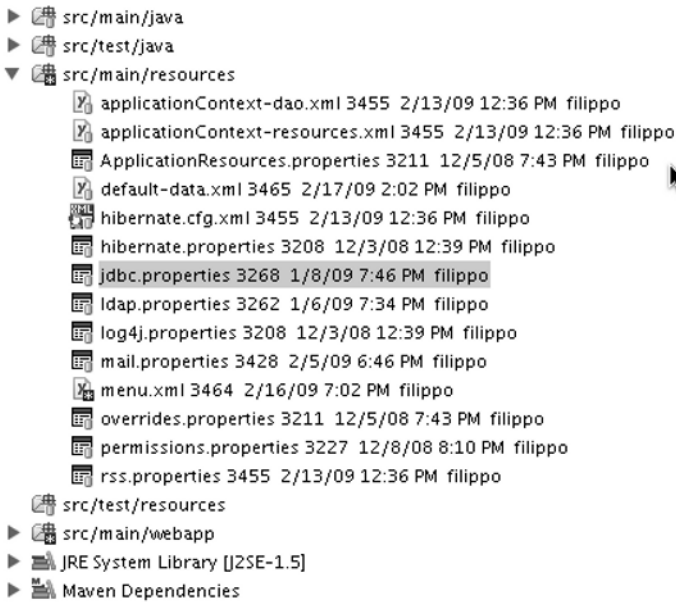 src/main/java
src/test/java
src/main/resources
applicationContext-dao.xml 3455 2/13/09 12:36 PM filippo
applicationContext-resources.xml 3455 2/13/09 12:36 PM filippo
ApplicationResources.properties 3211 12/5/08 7:43 PM filippo
default-data.xml 3465 2/17/09 2:02 PM filippo
hibernate.cfg.xml 3455 2/13/09 12:36 PM filippo
hibernate.properties 3208 12/3/08 12:39 PM filippo
jdbc.properties 3268 1/8/09 7:46 PM filippo
ldap.properties 3262 1/6/09 7:34 PM filippo
log4j.properties 3208 12/3/08 12:39 PM filippo
mail.properties 3428 2/5/09 6:46 PM filippo
menu.xml 3464 2/16/09 7:02 PM filippo
overrides.properties 3211 12/5/08 7:43 PM filippo
permissions.properties 3227 12/8/08 8:10 PM filippo
rss.properties 3455 2/13/09 12:36 PM filippo
src/test/resources
src/main/webapp
JRE System Library [J2SE-1.5]
Maven Dependencies